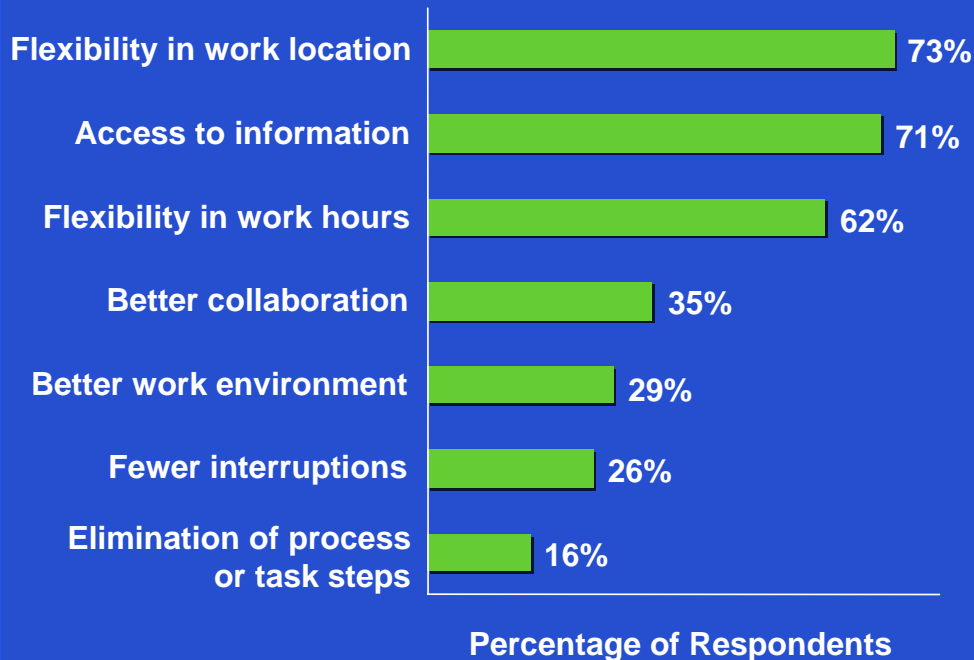 Flexibility in work location 73%
Access to information 71%
Flexibility in work hours 62%
Better collaboration 35%
Better work environment 29%
Fewer interruptions 26%
Elimination of process
or task steps 16%
Percentage of Respondents